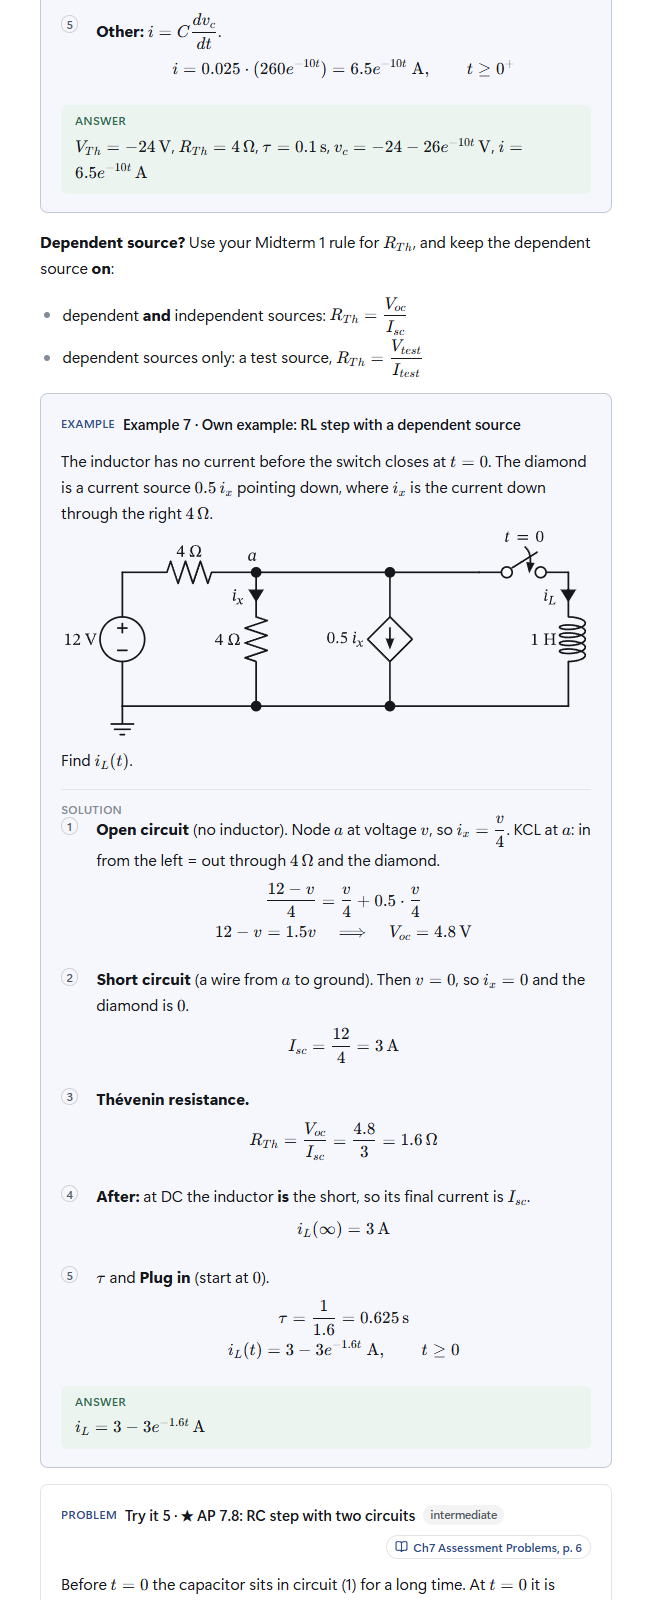 5 Other: i = C dv_c/dt.
i = 0.025 · (260e^{−10t}) = 6.5e^{−10t} A, t ≥ 0⁺
ANSWER
V_Th = −24 V, R_Th = 4 Ω, τ = 0.1 s, v_c = −24 − 26e^{−10t} V, i =
6.5e^{−10t} A
Dependent source? Use your Midterm 1 rule for R_Th, and keep the dependent
source on:
• dependent and independent sources: R_Th = V_oc/I_sc
• dependent sources only: a test source, R_Th = V_test/I_test
EXAMPLE Example 7 · Own example: RL step with a dependent source
The inductor has no current before the switch closes at t = 0. The diamond
is a current source 0.5 i_x pointing down, where i_x is the current down
through the right 4 Ω.
t = 0
4 Ω a
i_x i_L
12 V + − 4 Ω 0.5 i_x 1 H
Find i_L(t).
SOLUTION
1 Open circuit (no inductor). Node a at voltage v, so i_x = v/4. KCL at a: in
from the left = out through 4 Ω and the diamond.
(12 − v)/4 = v/4 + 0.5 · v/4
12 − v = 1.5v ⟹ V_oc = 4.8 V
2 Short circuit (a wire from a to ground). Then v = 0, so i_x = 0 and the
diamond is 0.
I_sc = 12/4 = 3 A
3 Thévenin resistance.
R_Th = V_oc/I_sc = 4.8/3 = 1.6 Ω
4 After: at DC the inductor is the short, so its final current is I_sc.
i_L(∞) = 3 A
5 τ and Plug in (start at 0).
τ = 1/1.6 = 0.625 s
i_L(t) = 3 − 3e^{−1.6t} A, t ≥ 0
ANSWER
i_L = 3 − 3e^{−1.6t} A
PROBLEM Try it 5 · ★ AP 7.8: RC step with two circuits intermediate
Ch7 Assessment Problems, p. 6
Before t = 0 the capacitor sits in circuit (1) for a long time. At t = 0 it is